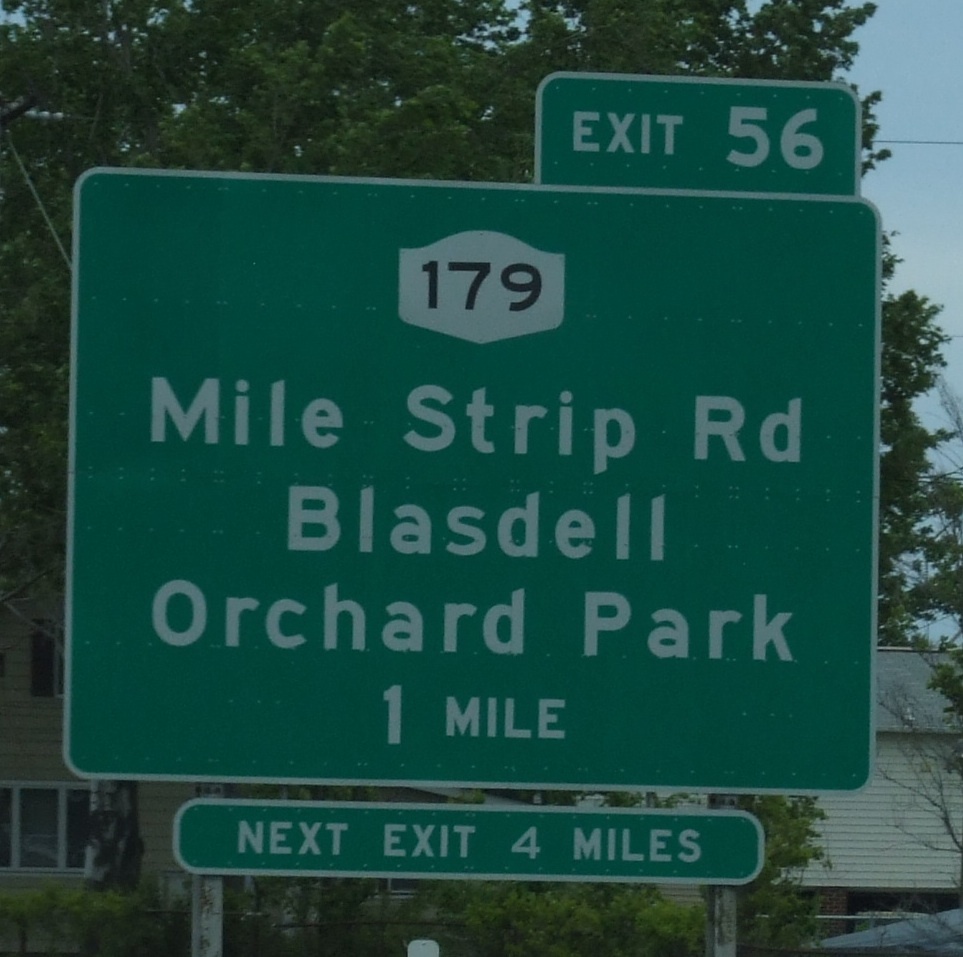 EXIT 56
179
Mile Strip Rd
Blasdell
Orchard Park
1 MILE
NEXT EXIT 4 MILES